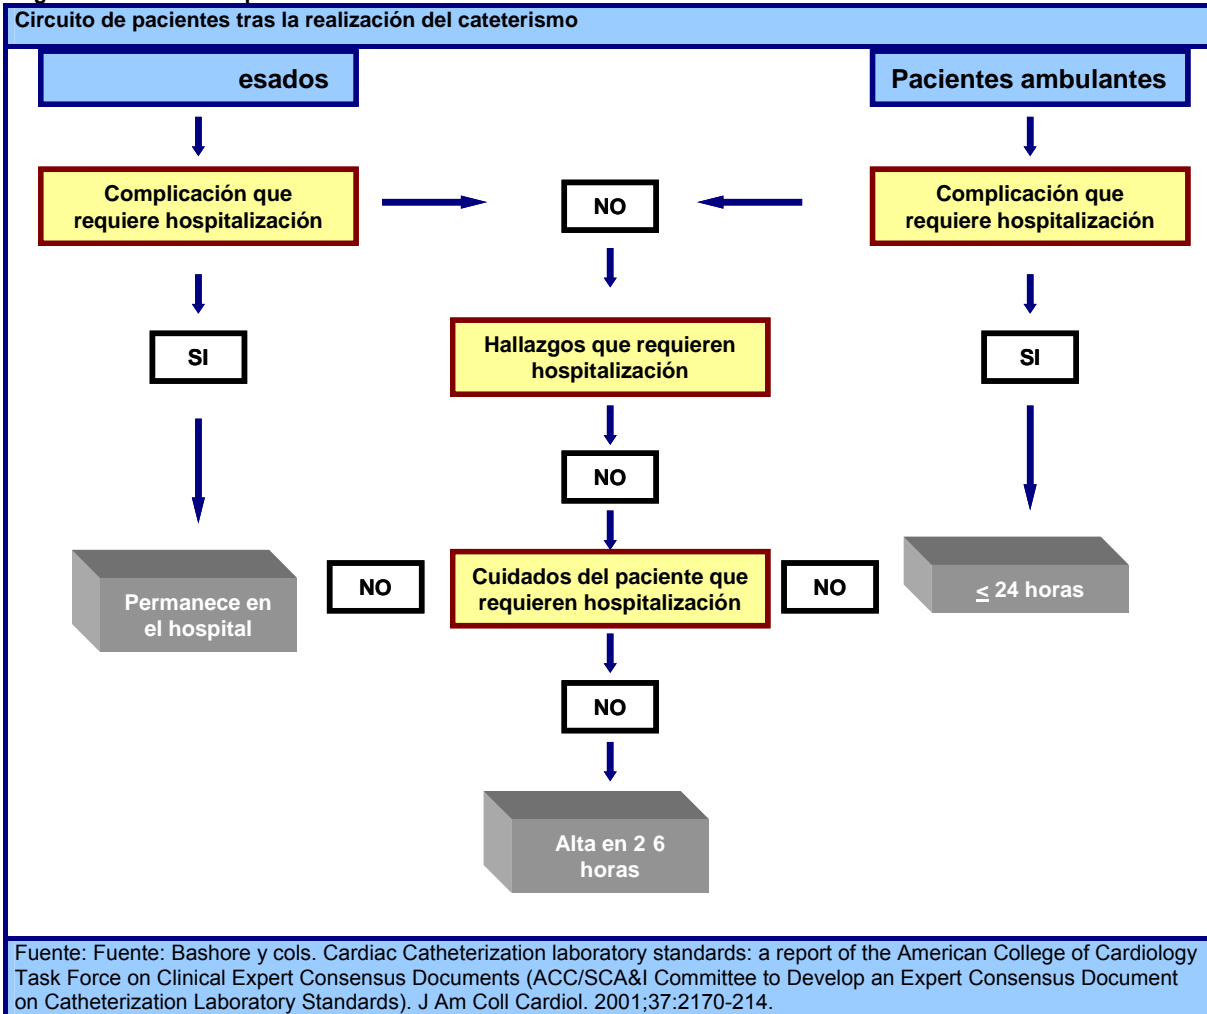 Circuito de pacientes tras la realización del cateterismo
esados
Pacientes ambulantes
Complicación que
requiere hospitalización
NO
Complicación que
requiere hospitalización
SI
Hallazgos que requieren
hospitalización
SI
NO
Permanece en
el hospital
NO
Cuidados del paciente que
requieren hospitalización
NO
≤ 24 horas
NO
Alta en 2 6
horas
Fuente: Fuente: Bashore y cols. Cardiac Catheterization laboratory standards: a report of the American College of Cardiology
Task Force on Clinical Expert Consensus Documents (ACC/SCA&I Committee to Develop an Expert Consensus Document
on Catheterization Laboratory Standards). J Am Coll Cardiol. 2001;37:2170-214.